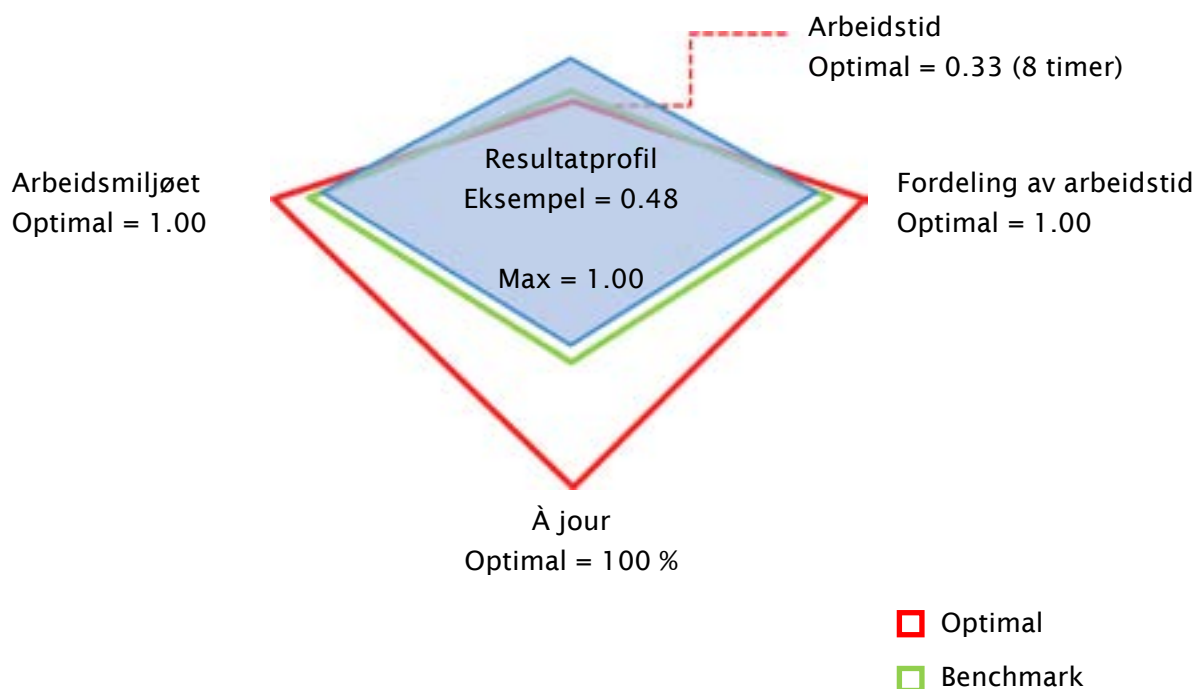 Arbeidstid
Optimal = 0.33 (8 timer)
Resultatprofil
Eksempel = 0.48
Max = 1.00
Arbeidsmiljøet
Optimal = 1.00
Fordeling av arbeidstid
Optimal = 1.00
À jour
Optimal = 100 %
Optimal
Benchmark